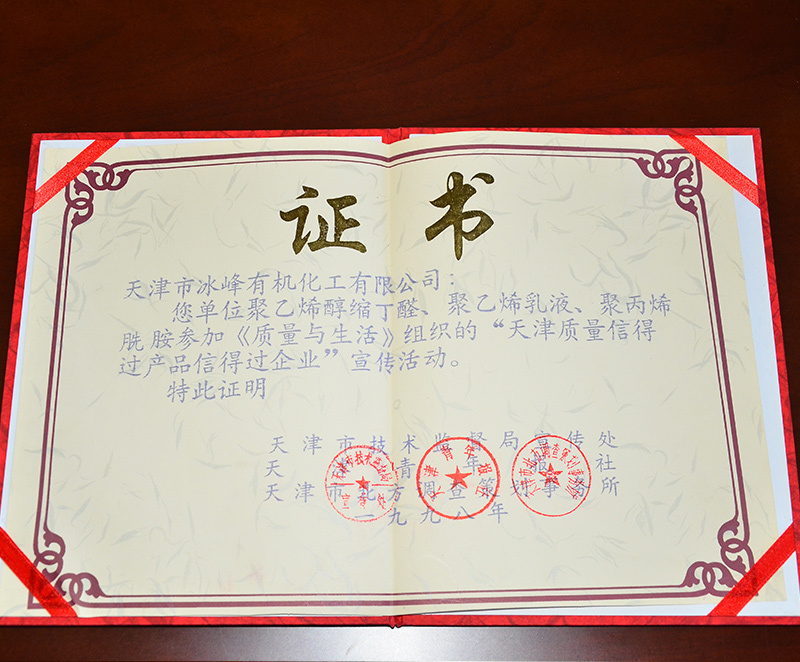 证书
天津市冰峰有机化工有限公司：
您单位聚乙烯醇缩丁醛、聚乙烯乳液、聚丙烯
胱胺参加《质量与生活》组织的“天津质量信得
过产品信得过企业”宣传活动。
特此证明
天津市技术监督局宣传处
天津青年报社
天津市北方调查策划事务所
一九九八年